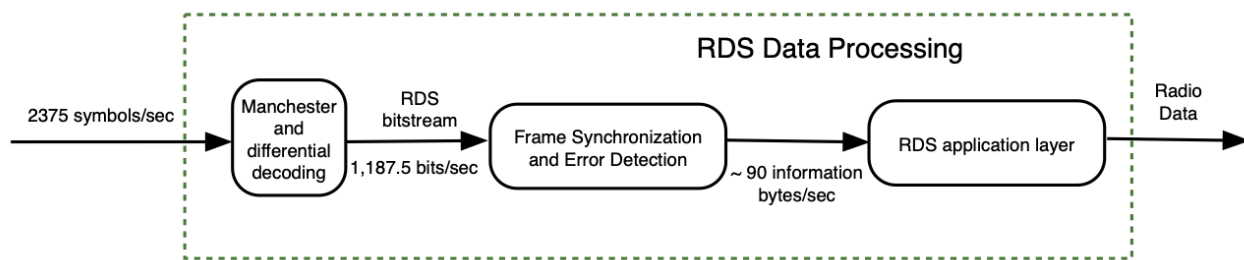 RDS Data Processing
2375 symbols/sec
Manchester
and
differential
decoding
RDS
bitstream
1,187.5 bits/sec
Frame Synchronization
and Error Detection
~ 90 information
bytes/sec
RDS application layer
Radio
Data